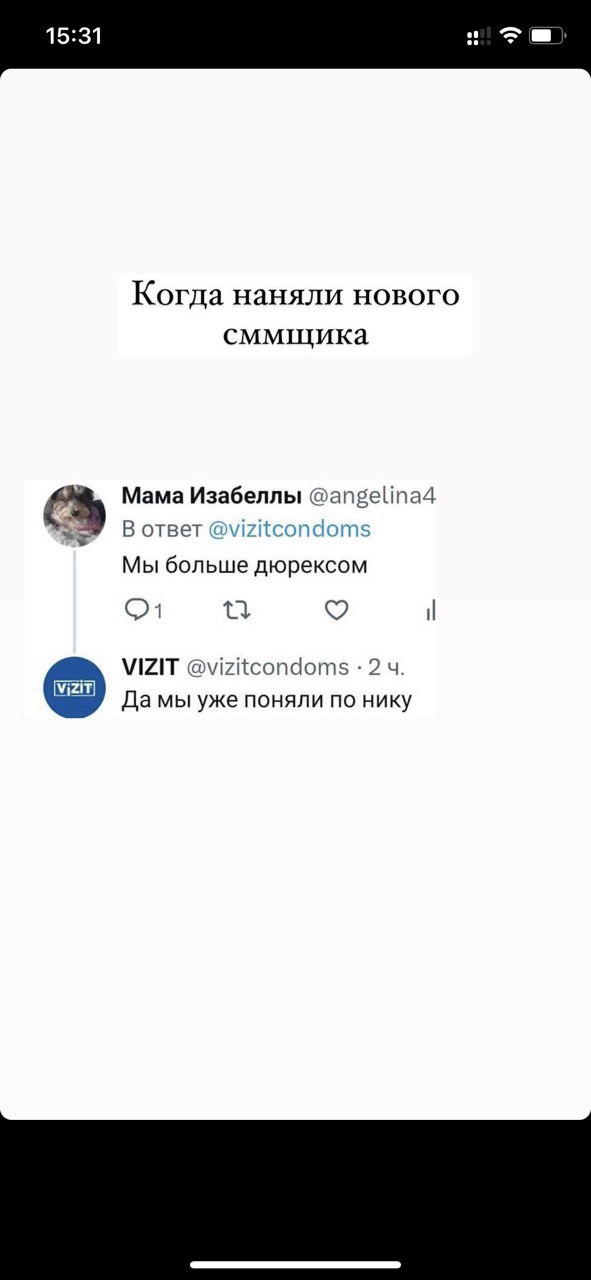 15:31
Когда наняли нового
сммщика
Мама Изабеллы @angelina4
В ответ @vizitcondoms
Мы больше дюрексом
1
VIZIT @vizitcondoms · 2 ч.
VIZIT
Да мы уже поняли по нику